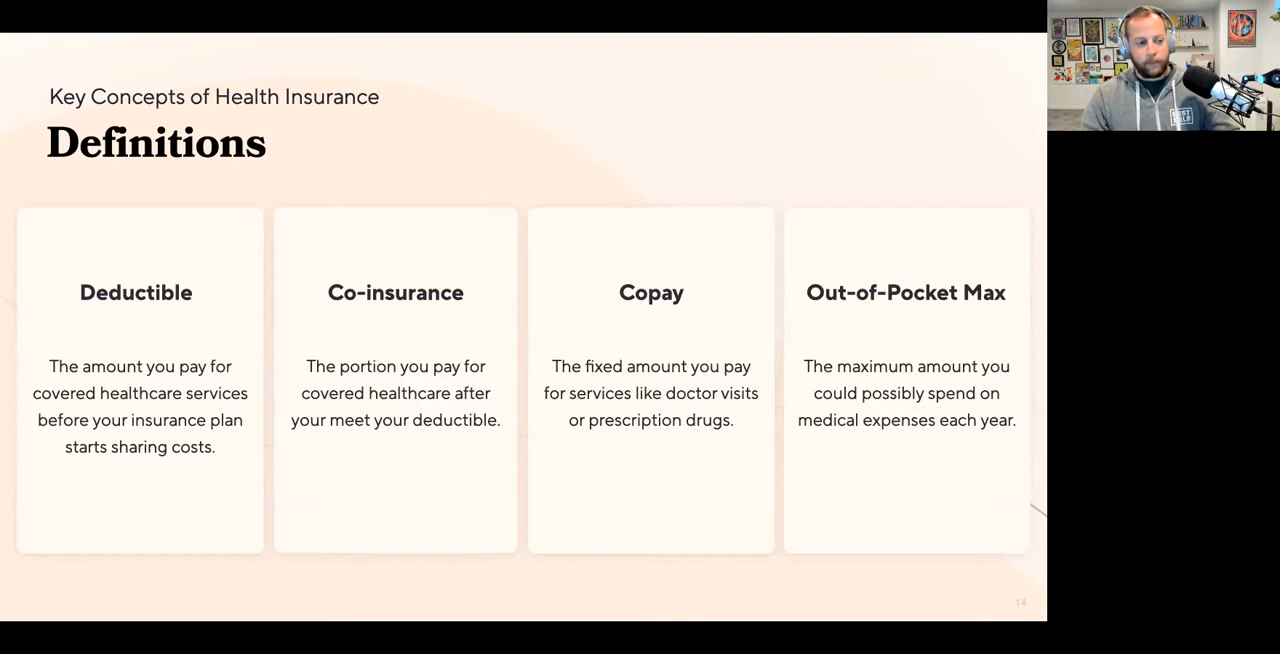 Key Concepts of Health Insurance
Definitions
Deductible
The amount you pay for
covered healthcare services
before your insurance plan
starts sharing costs.
Co-insurance
The portion you pay for
covered healthcare after
your meet your deductible.
Copay
The fixed amount you pay
for services like doctor visits
or prescription drugs.
Out-of-Pocket Max
The maximum amount you
could possibly spend on
medical expenses each year.
14